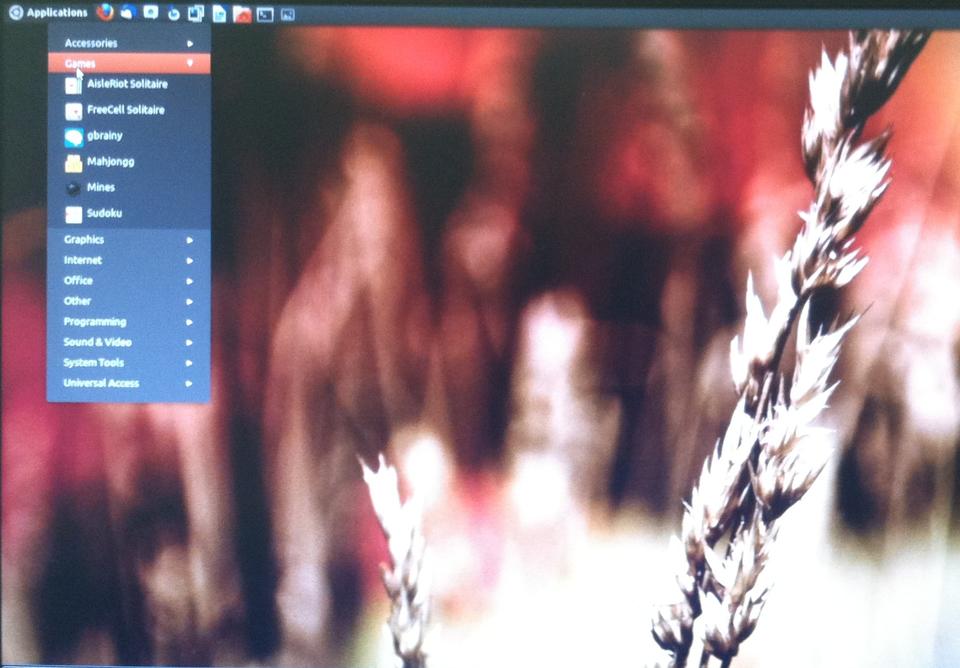 Applications
Accessories
Games
AisleRiot Solitaire
FreeCell Solitaire
gbrainy
Mahjongg
Mines
Sudoku
Graphics
Internet
Office
Other
Programming
Sound & Video
System Tools
Universal Access